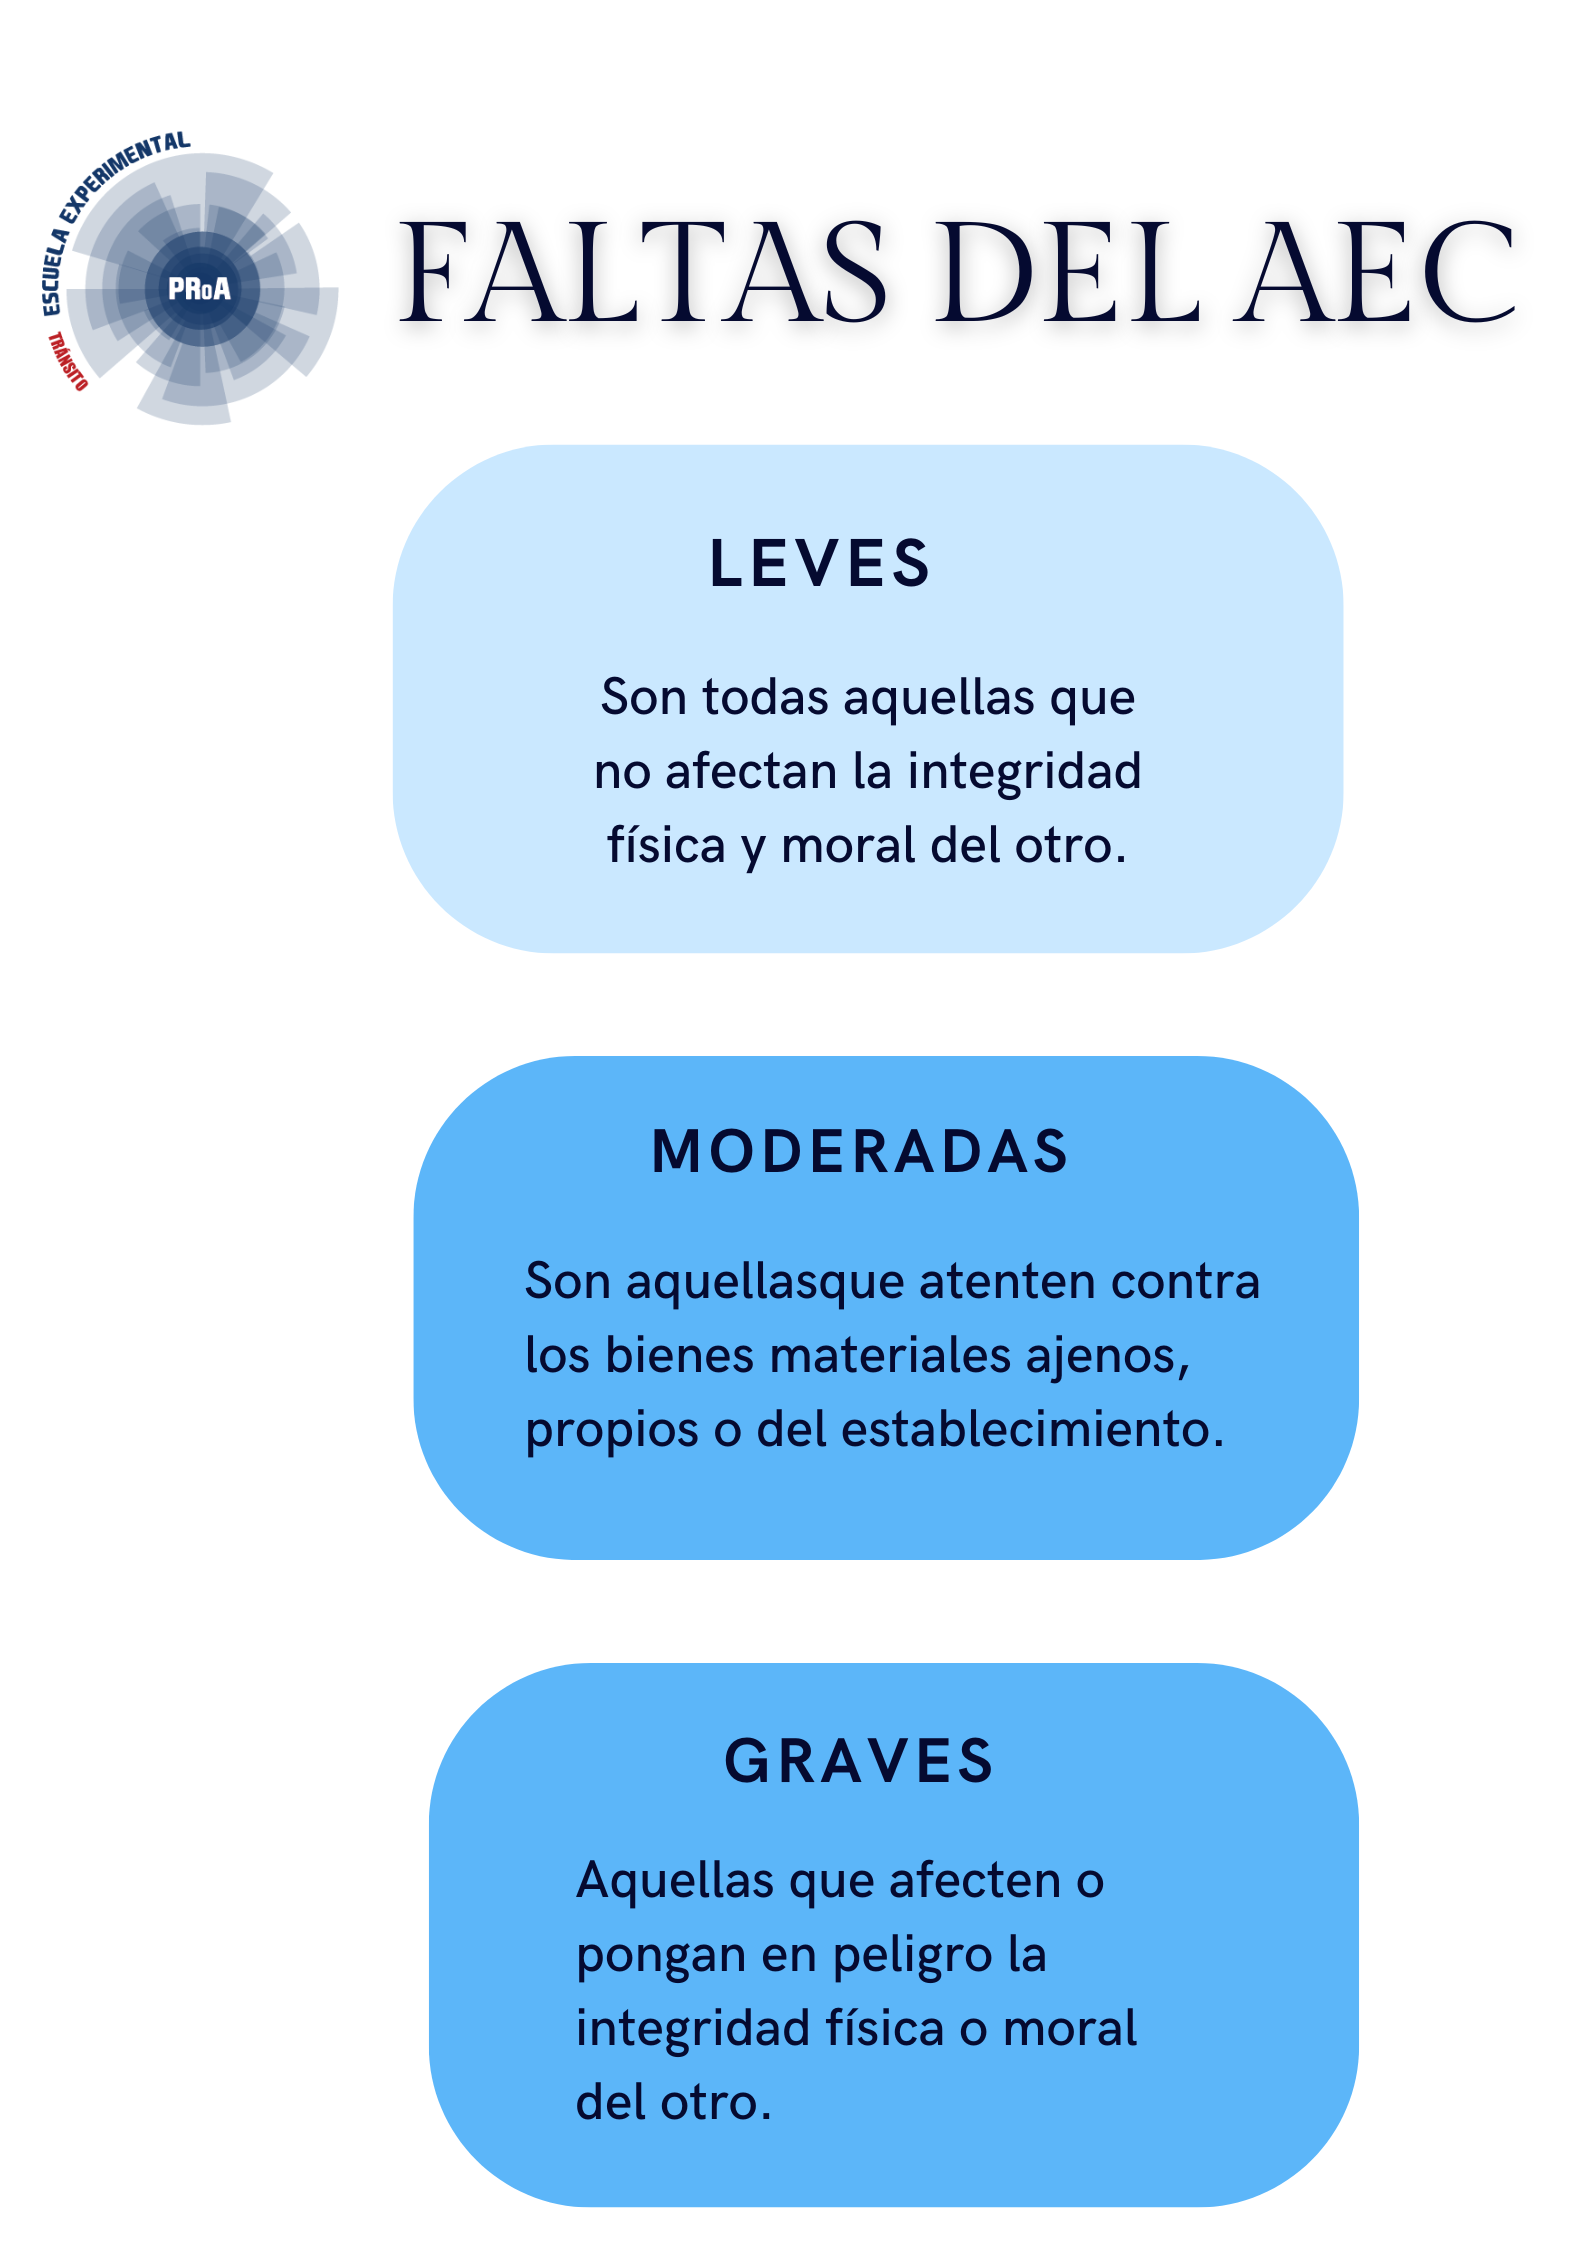 ESCUELA EXPERIMENTAL
TRÁNSITO
PRoA
FALTAS DEL AEC
LEVES
Son todas aquellas que
no afectan la integridad
física y moral del otro.
MODERADAS
Son aquellasque atenten contra
los bienes materiales ajenos,
propios o del establecimiento.
GRAVES
Aquellas que afecten o
pongan en peligro la
integridad física o moral
del otro.